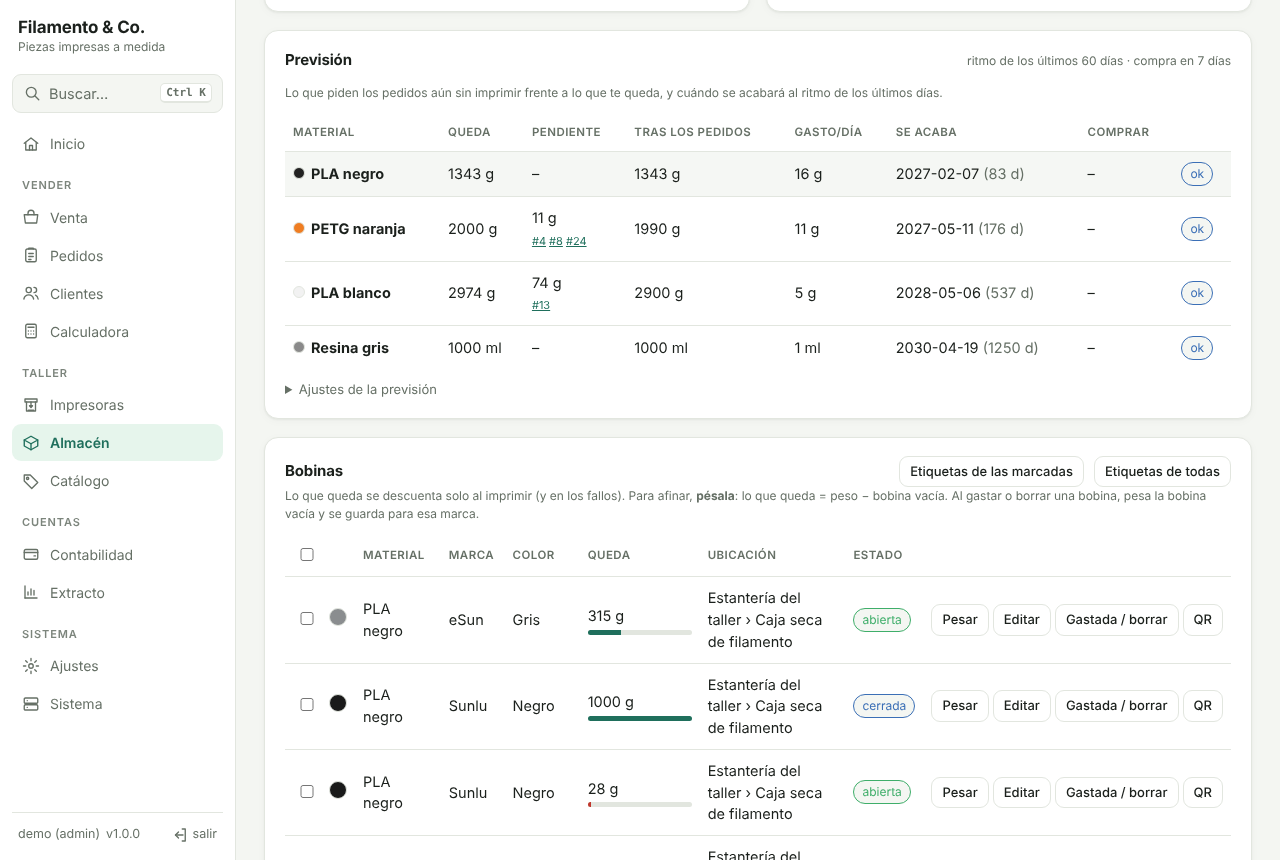 Filamento & Co.
Piezas impresas a medida
Buscar... Ctrl K
Inicio
VENDER
Venta
Pedidos
Clientes
Calculadora
TALLER
Impresoras
Almacén
Catálogo
CUENTAS
Contabilidad
Extracto
SISTEMA
Ajustes
Sistema
demo (admin) v1.0.0 salir
Previsión ritmo de los últimos 60 días · compra en 7 días
Lo que piden los pedidos aún sin imprimir frente a lo que te queda, y cuándo se acabará al ritmo de los últimos días.
MATERIAL QUEDA PENDIENTE TRAS LOS PEDIDOS GASTO/DÍA SE ACABA COMPRAR
PLA negro 1343 g – 1343 g 16 g 2027-02-07 (83 d) – ok
PETG naranja 2000 g 11 g 1990 g 11 g 2027-05-11 (176 d) – ok
#4 #8 #24
PLA blanco 2974 g 74 g 2900 g 5 g 2028-05-06 (537 d) – ok
#13
Resina gris 1000 ml – 1000 ml 1 ml 2030-04-19 (1250 d) – ok
Ajustes de la previsión
Bobinas Etiquetas de las marcadas Etiquetas de todas
Lo que queda se descuenta solo al imprimir (y en los fallos). Para afinar, pésala: lo que queda = peso − bobina vacía. Al gastar o borrar una bobina, pesa la bobina
vacía y se guarda para esa marca.
MATERIAL MARCA COLOR QUEDA UBICACIÓN ESTADO
PLA negro eSun Gris 315 g Estantería del taller › Caja seca de filamento abierta Pesar Editar Gastada / borrar QR
PLA negro Sunlu Negro 1000 g Estantería del taller › Caja seca de filamento cerrada Pesar Editar Gastada / borrar QR
PLA negro Sunlu Negro 28 g Estantería del taller › Caja seca de filamento abierta Pesar Editar Gastada / borrar QR
Estantería del